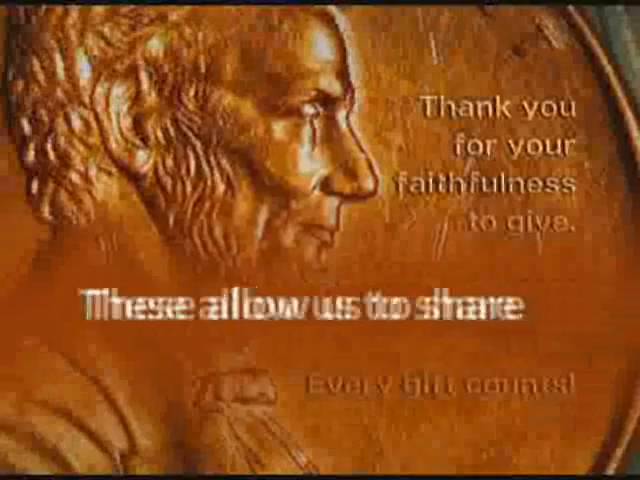 Thank you
for your
faithfulness
to give.
These allow us to share
Every gift counts!